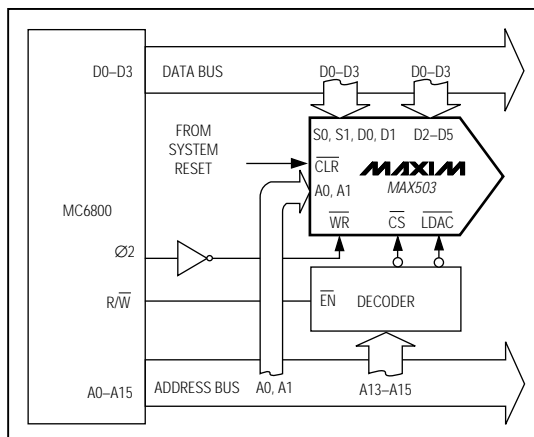 D0–D3
DATA BUS
D0–D3
D0–D3
FROM
SYSTEM
RESET
S0, S1, D0, D1
D2–D5
CLR
MAXIM
MAX503
A0, A1
MC6800
WR
CS
LDAC
Ø2
R/W
EN
DECODER
A0–A15
ADDRESS BUS
A0, A1
A13–A15